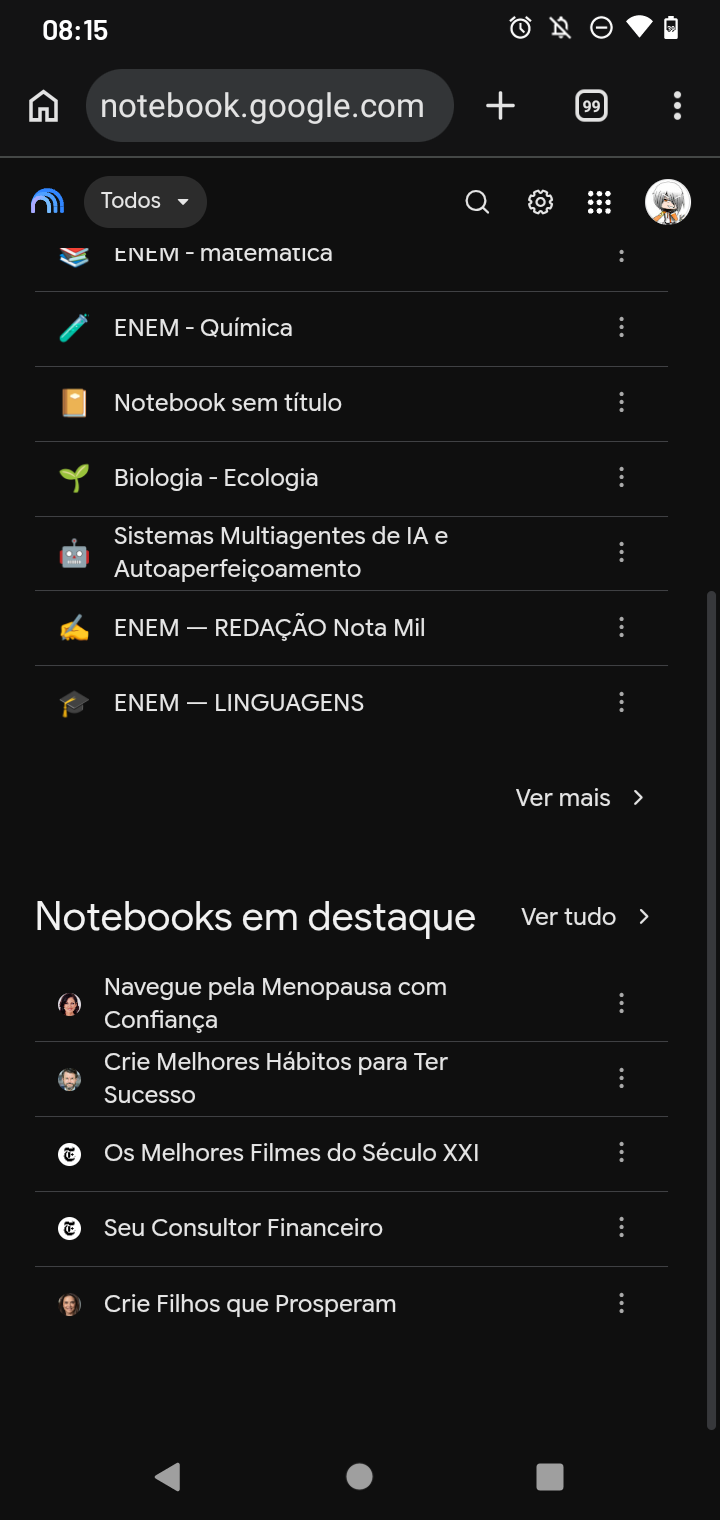 08:15
notebook.google.com
99
Todos
ENEM - matemática
ENEM - Química
Notebook sem título
Biologia - Ecologia
Sistemas Multiagentes de IA e
Autoaperfeiçoamento
ENEM — REDAÇÃO Nota Mil
ENEM — LINGUAGENS
Ver mais
Notebooks em destaque
Ver tudo
Navegue pela Menopausa com
Confiança
Crie Melhores Hábitos para Ter
Sucesso
Os Melhores Filmes do Século XXI
Seu Consultor Financeiro
Crie Filhos que Prosperam